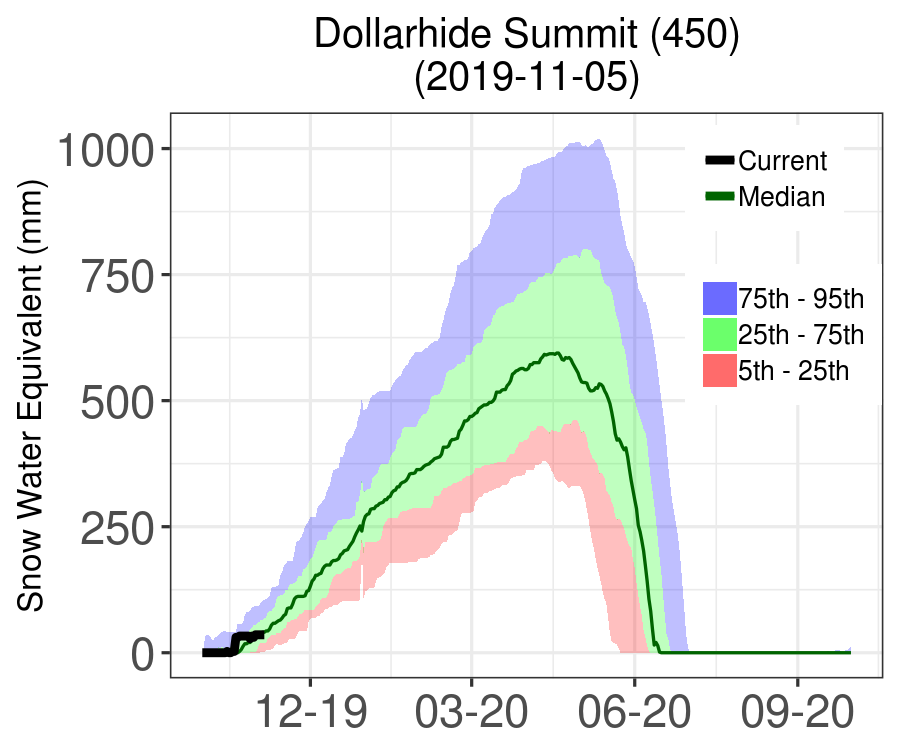 Dollarhide Summit (450)
(2019-11-05)
Snow Water Equivalent (mm)
1000
750
500
250
0
Current
Median
75th - 95th
25th - 75th
5th - 25th
12-19 03-20 06-20 09-20